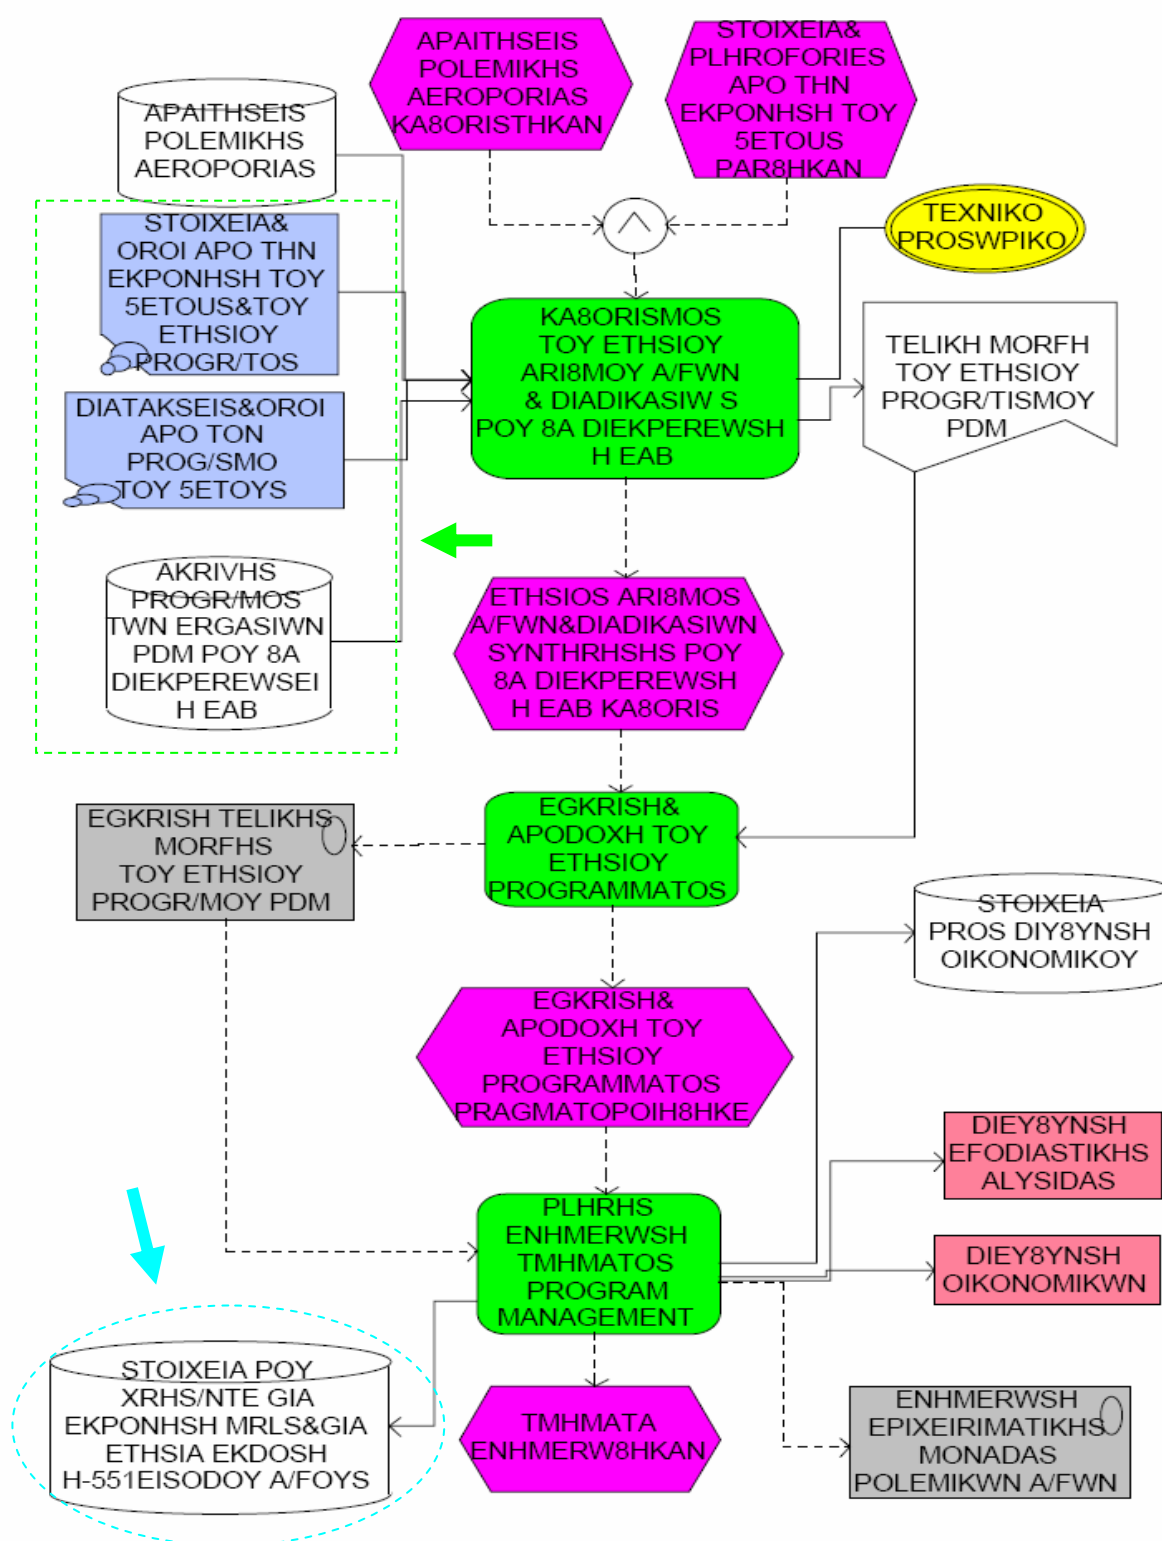 APAITHSEIS
POLEMIKHS
AEROPORIAS
KA8ORISTHKAN
STOIXEIA&
PLHROFORIES
APO THN
EKPONHSH TOY
5ETOUS
PAR8HKAN
APAITHSEIS
POLEMIKHS
AEROPORIAS
TEXNIKO
PROSWPIKO
STOIXEIA&
OROI APO THN
EKPONHSH TOY
5ETOUS&TOY
ETHSIOY
PROGR/TOS
KA8ORISMOS
TOY ETHSIOY
ARI8MOY A/FWN
& DIADIKASIW S
POY 8A DIEKPEREWSH
H EAB
TELIKH MORFH
TOY ETHSIOY
PROGR/TISMOY
PDM
DIATAKSEIS&OROI
APO TON
PROG/SMO
TOY 5ETOYS
AKRIVHS
PROGR/MOS
TWN ERGASIWN
PDM POY 8A
DIEKPEREWSEI
H EAB
ETHSIOS ARI8MOS
A/FWN&DIADIKASIWN
SYNTHRHSHS POY
8A DIEKPEREWSH
H EAB KA8ORIS
EGKRISH TELIKHS
MORFHS
TOY ETHSIOY
PROGR/MOY PDM
EGKRISH&
APODOXH TOY
ETHSIOY
PROGRAMMATOS
STOIXEIA
PROS DIY8YNSH
OIKONOMIKOY
EGKRISH&
APODOXH TOY
ETHSIOY
PROGRAMMATOS
PRAGMATOPOIH8HKE
DIEY8YNSH
EFODIASTIKHS
ALYSIDAS
PLHRHS
ENHMERWSH
TMHMATOS
PROGRAM
MANAGEMENT
DIEY8YNSH
OIKONOMIKWN
STOIXEIA POY
XRHS/NTE GIA
EKPONHSH MRLS&GIA
ETHSIA EKDOSH
H-551EISODOY A/FOYS
TMHMATA
ENHMERW8HKAN
ENHMERWSH
EPIXEIRIMATIKHS
MONADAS
POLEMIKWN A/FWN